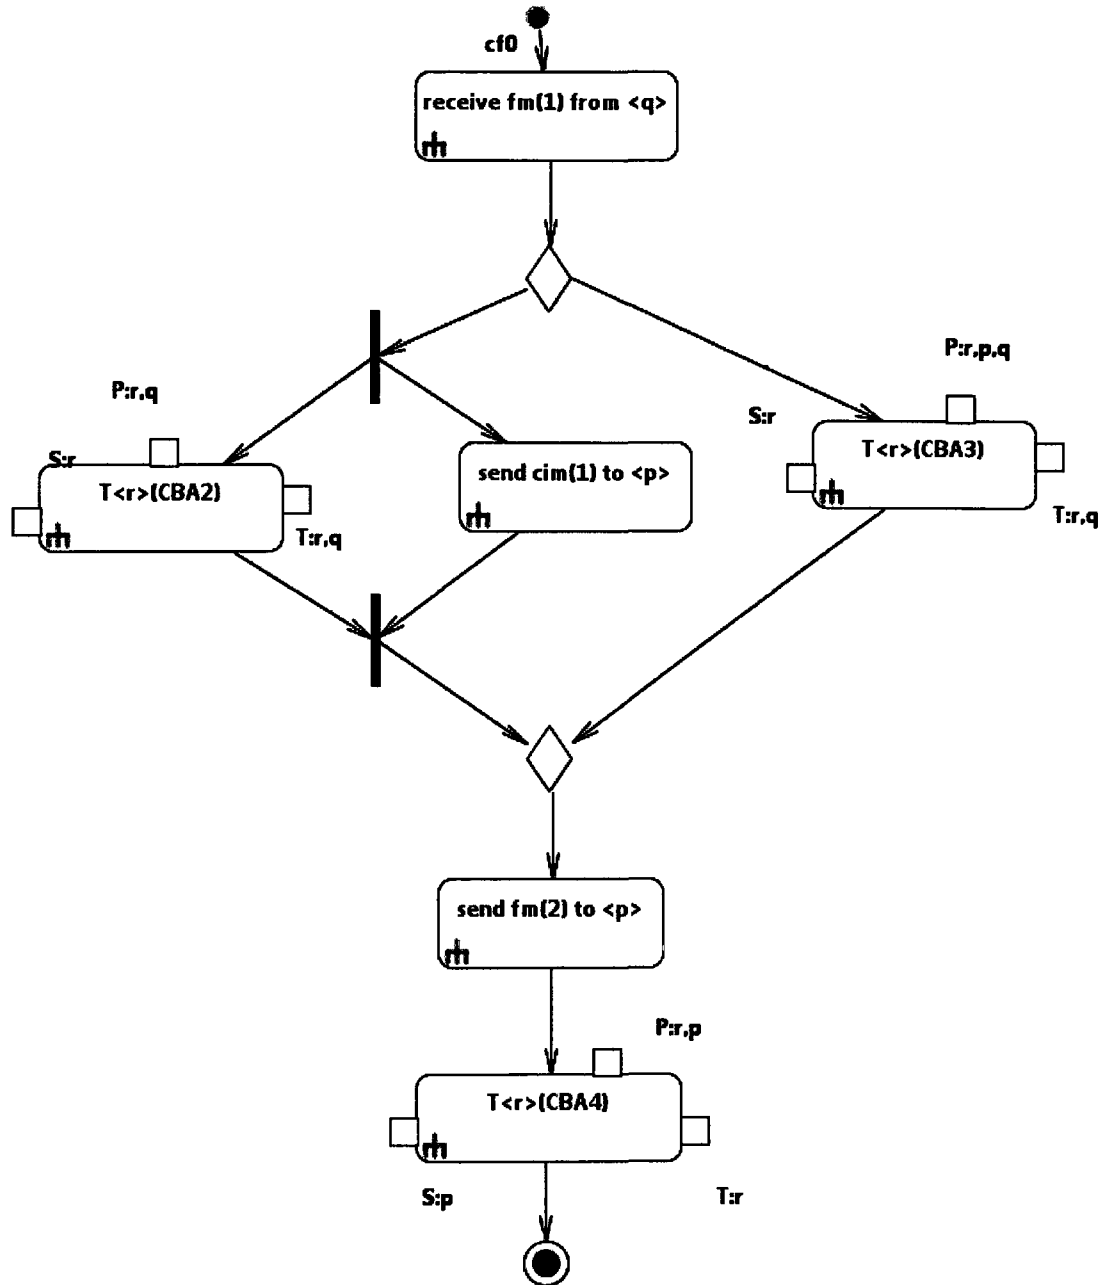 cf0
receive fm(1) from <q>
P:r,q
S:r
T<r>(CBA2)
T:r,q
send cim(1) to <p>
P:r,p,q
S:r
T<r>(CBA3)
T:r,q
send fm(2) to <p>
P:r,p
T<r>(CBA4)
S:p
T:r